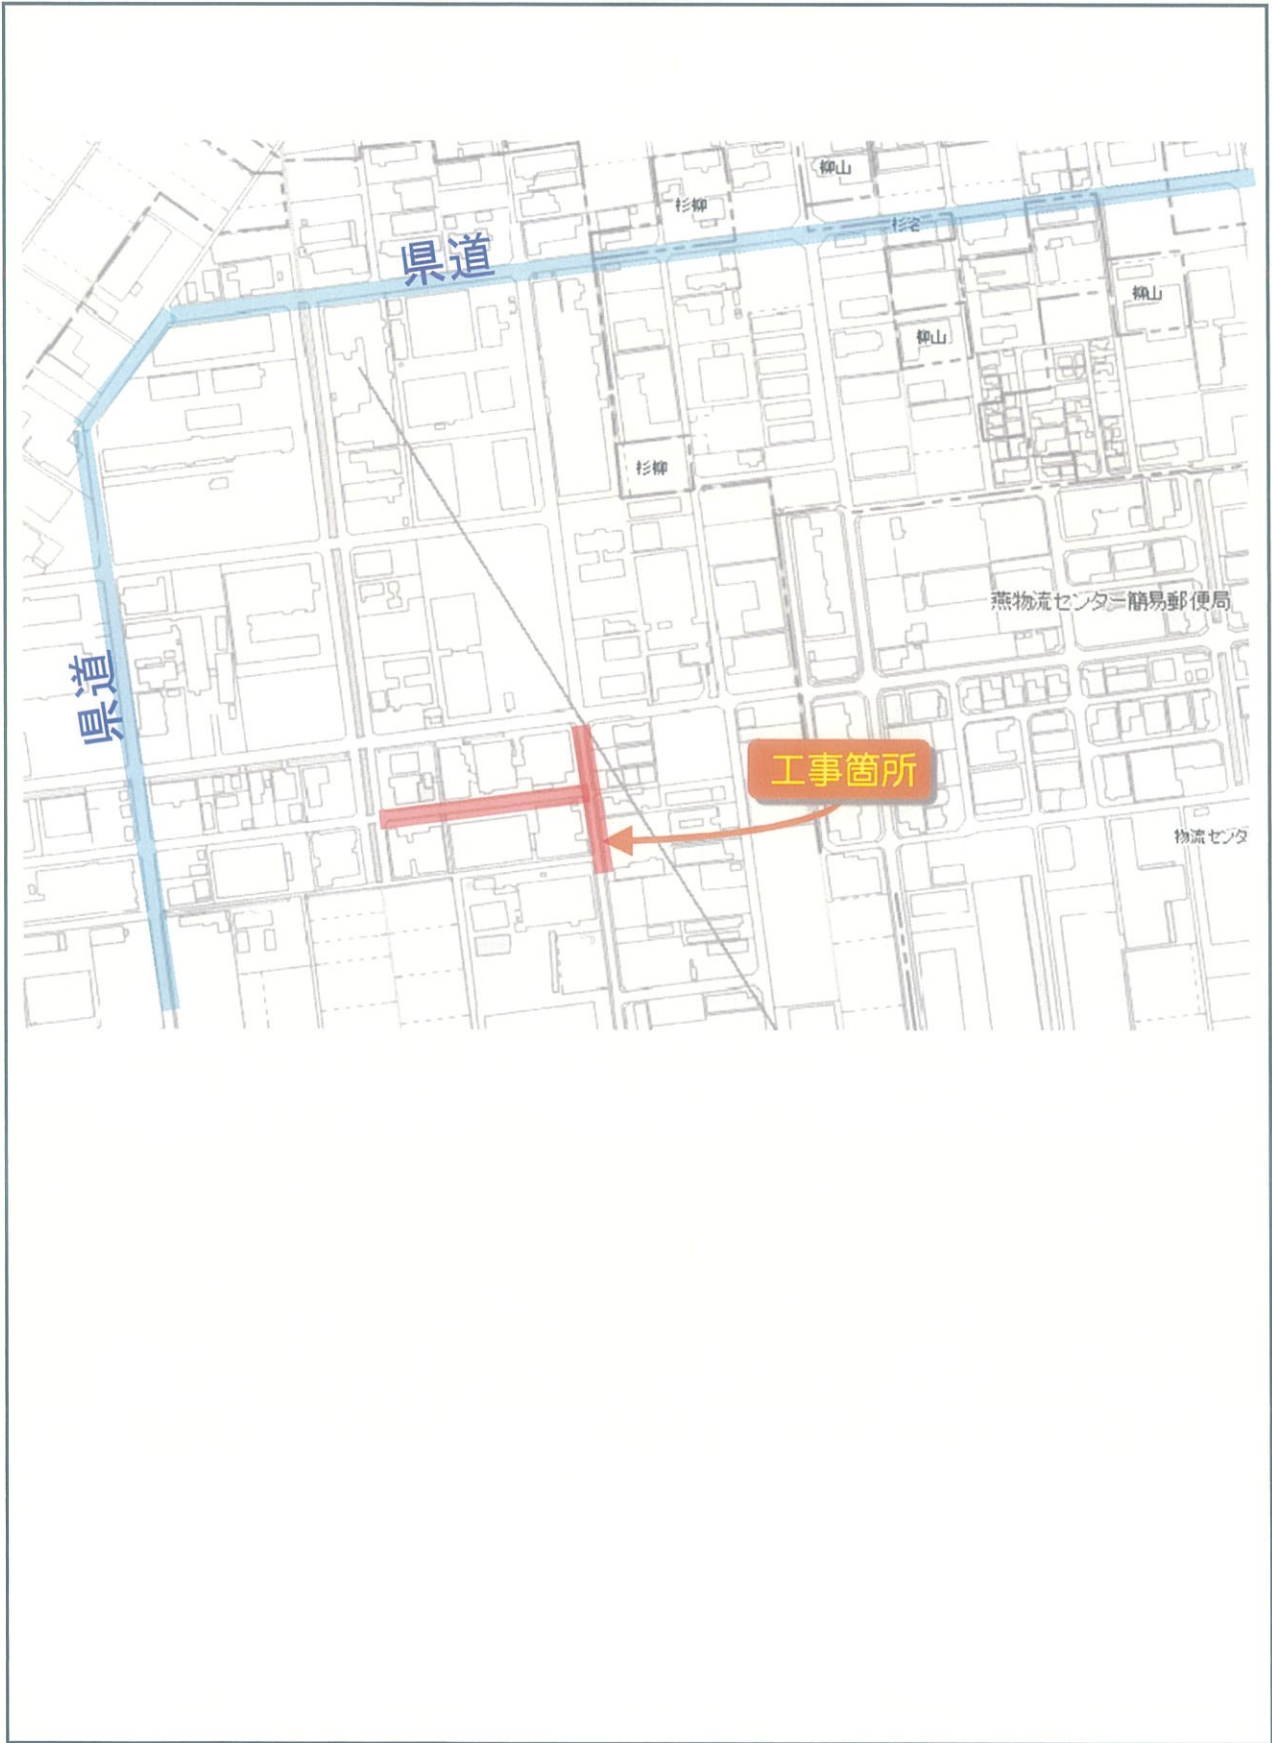 柳山
杉柳
杉名
県道
柳山
柳山
杉柳
燕物流センター簡易郵便局
県道
工事箇所
物流センタ